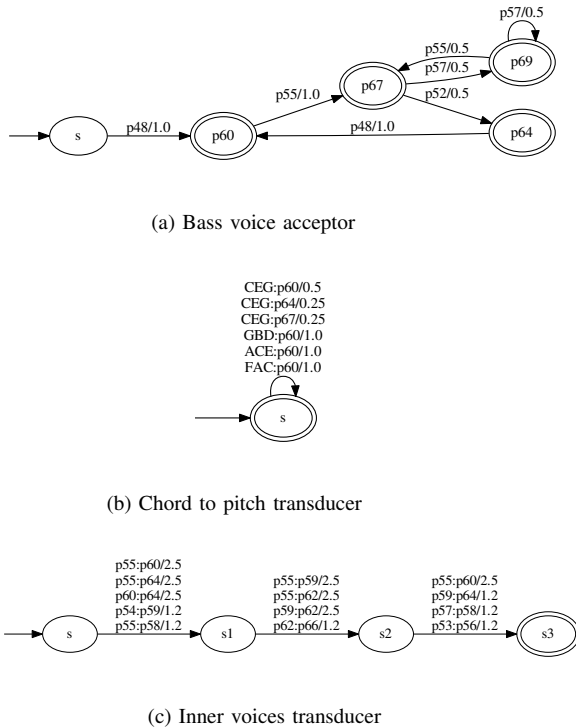 p57/0.5
p55/0.5
p69
p57/0.5
p67
p55/1.0
p52/0.5
s
p48/1.0
p60
p48/1.0
p64
(a) Bass voice acceptor
CEG:p60/0.5
CEG:p64/0.25
CEG:p67/0.25
GBD:p60/1.0
ACE:p60/1.0
FAC:p60/1.0
s
(b) Chord to pitch transducer
p55:p60/2.5
p55:p64/2.5
p60:p64/2.5
p54:p59/1.2
p55:p58/1.2
p55:p59/2.5
p55:p62/2.5
p59:p62/2.5
p62:p66/1.2
p55:p60/2.5
p59:p64/1.2
p57:p58/1.2
p53:p56/1.2
s
s1
s2
s3
(c) Inner voices transducer